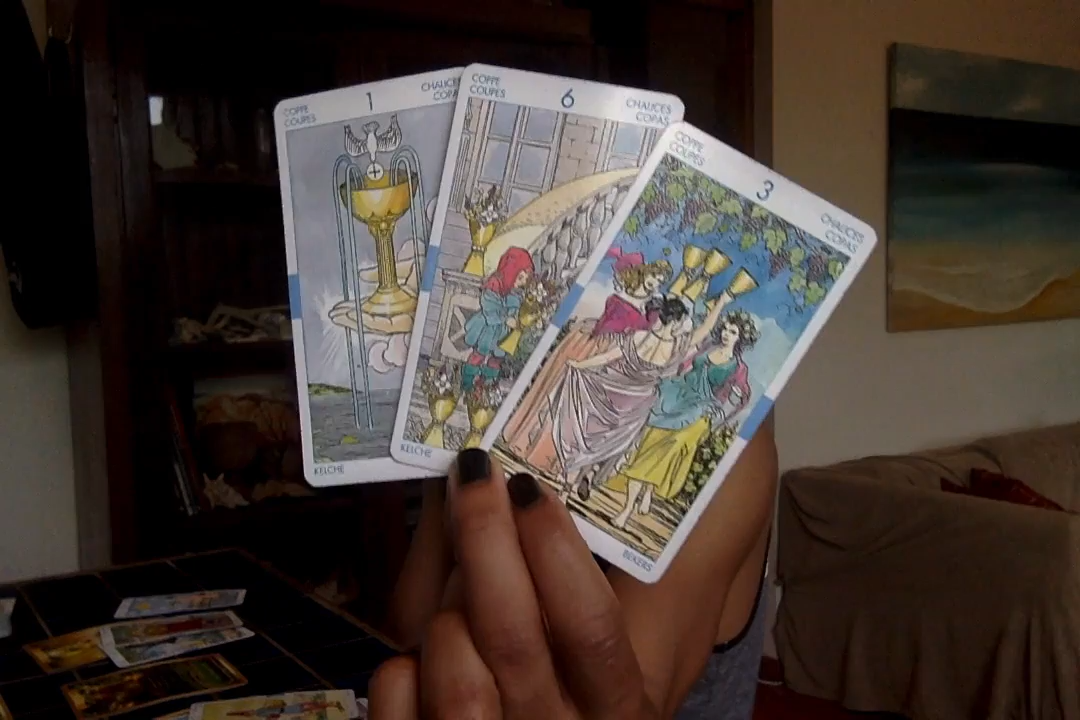 COPPE
COUPES
1
CHALICES
COPAS
KELCHE
COPPE
COUPES
6
CHALICES
COPAS
KELCHE
COPPE
COUPES
3
CHALICES
COPAS
BEKERS